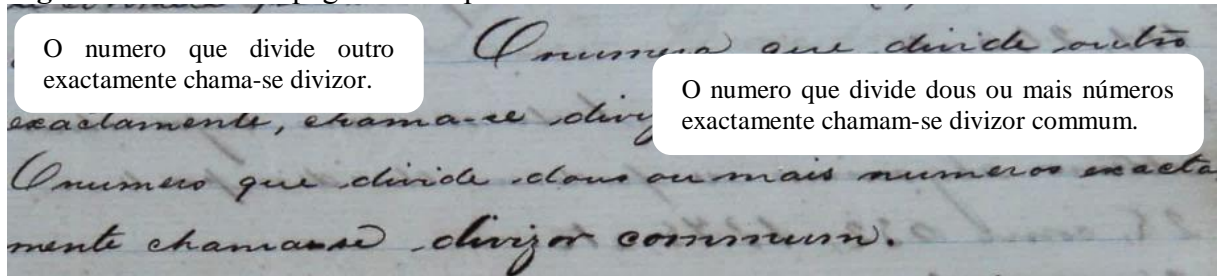 O numero que divide outro
exactamente chama-se divizor.
O numero que divide outro
O numero que divide dous ou mais números
exactamente chamam-se divizor commum.
exactamente, chama-se
O numero que divide dous ou mais numeros exacta
mente divizor commum.